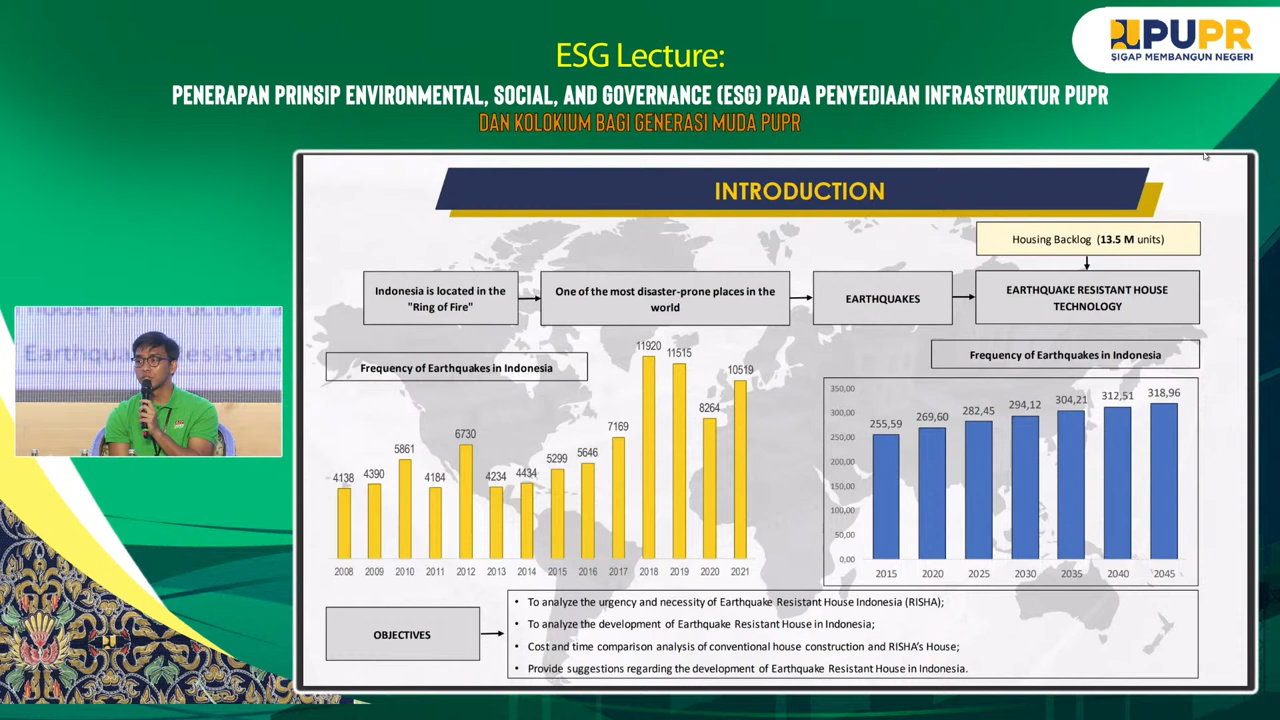 ESG Lecture:
PENERAPAN PRINSIP ENVIRONMENTAL, SOCIAL, AND GOVERNANCE (ESG) PADA PENYEDIAAN INFRASTRUKTUR PUPR
DAN KOLOKIUM BAGI GENERASI MUDA PUPR
PUPR
SIGAP MEMBANGUN NEGERI
INTRODUCTION
Housing Backlog (13.5 M units)
Indonesia is located in the
"Ring of Fire"
One of the most disaster-prone places in the
world
EARTHQUAKES
EARTHQUAKE RESISTANT HOUSE
TECHNOLOGY
Frequency of Earthquakes in Indonesia
4138 4390 5861 4184 6730 4234 4434 5299 5646 7169 11920 11515 8264 10519
2008 2009 2010 2011 2012 2013 2014 2015 2016 2017 2018 2019 2020 2021
Frequency of Earthquakes in Indonesia
350,00
300,00
250,00
200,00
150,00
100,00
50,00
0,00
255,59 269,60 282,45 294,12 304,21 312,51 318,96
2015 2020 2025 2030 2035 2040 2045
OBJECTIVES
• To analyze the urgency and necessity of Earthquake Resistant House Indonesia (RISHA);
• To analyze the development of Earthquake Resistant House in Indonesia;
• Cost and time comparison analysis of conventional house construction and RISHA's House;
• Provide suggestions regarding the development of Earthquake Resistant House in Indonesia.
House Construction
Earthquake Resistant